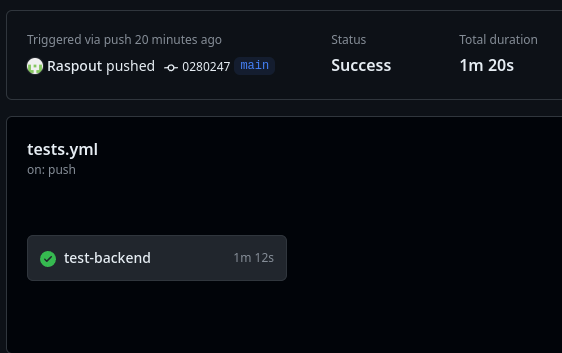 Triggered via push 20 minutes ago
Raspout pushed 0280247 main
Status
Success
Total duration
1m 20s
tests.yml
on: push
test-backend 1m 12s